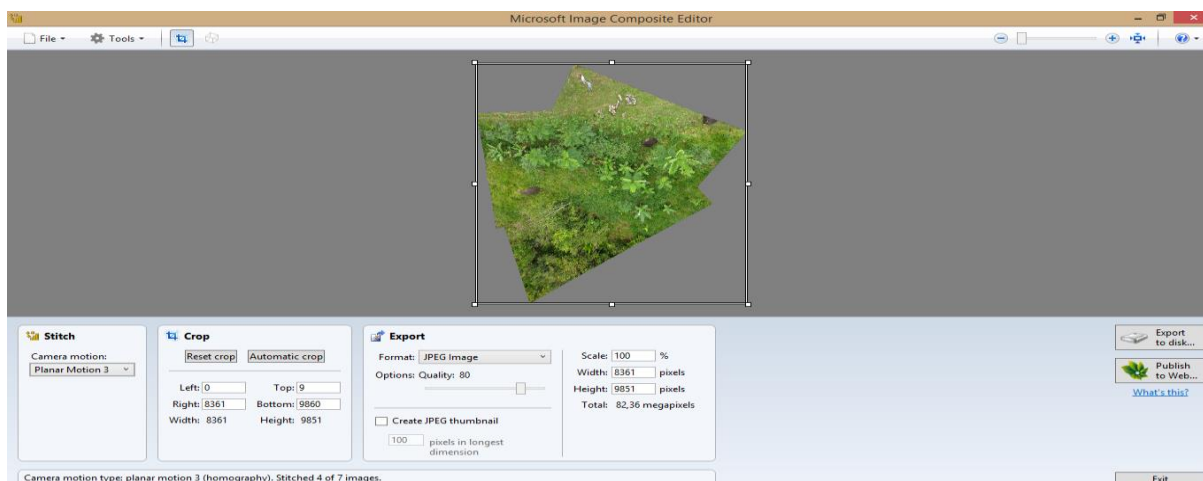 Microsoft Image Composite Editor
File Tools
Stitch
Camera motion:
Planar Motion 3
Crop
Reset crop Automatic crop
Left: 0 Top: 9
Right: 8361 Bottom: 9860
Width: 8361 Height: 9851
Export
Format: JPEG Image
Options: Quality: 80
Create JPEG thumbnail
100 pixels in longest
dimension
Scale: 100 %
Width: 8361 pixels
Height: 9851 pixels
Total: 82,36 megapixels
Export
to disk...
Publish
to Web...
What's this?
Camera motion type: planar motion 3 (homography). Stitched 4 of 7 images.
Exit